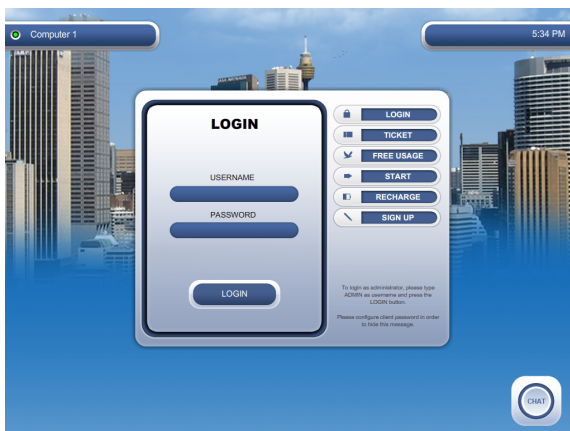 Computer 1
5:34 PM
LOGIN
USERNAME
PASSWORD
LOGIN
LOGIN
TICKET
FREE USAGE
START
RECHARGE
SIGN UP
To login as administrator, please type
ADMIN as username and press the
LOGIN button.
Please configure client password in order
to hide this message.
CHAT